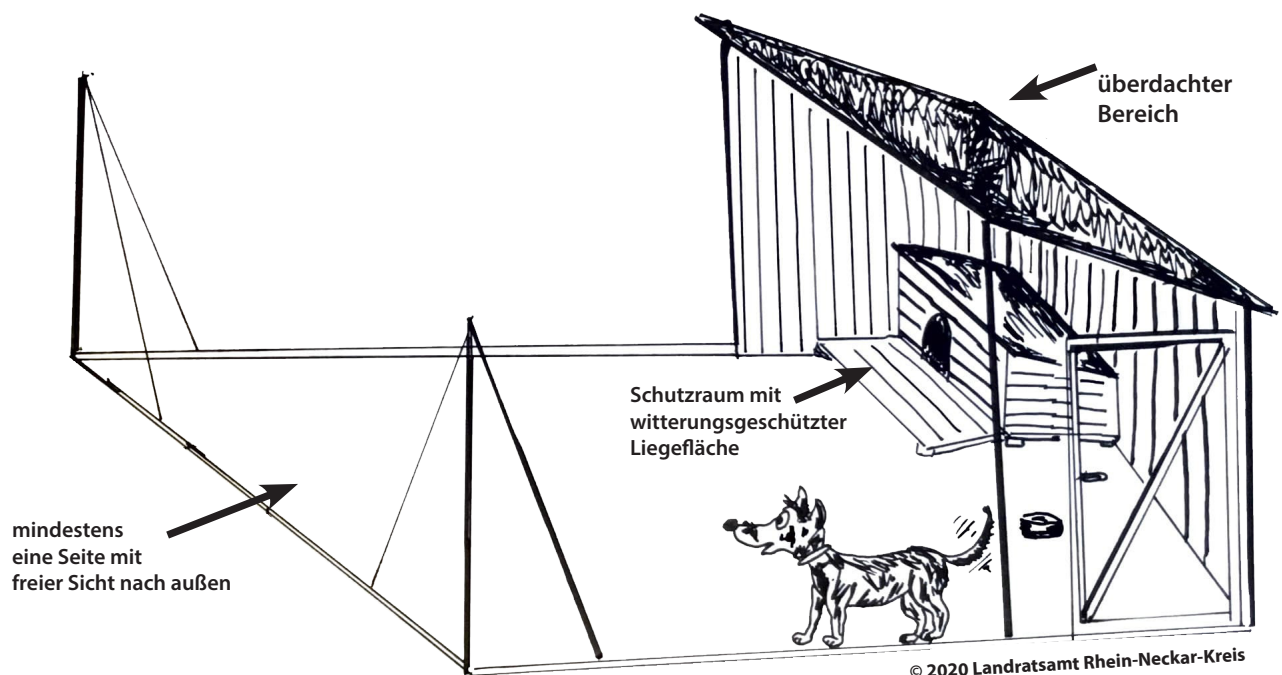 überdachter
Bereich
Schutzraum mit
witterungsgeschützter
Liegefläche
mindestens
eine Seite mit
freier Sicht nach außen
© 2020 Landratsamt Rhein-Neckar-Kreis